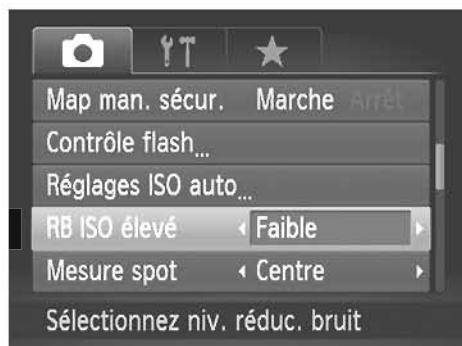 Map man. sécur. Marche Arrêt
Contrôle flash...
Réglages ISO auto...
RB ISO élevé Faible
Mesure spot Centre
Sélectionnez niv. réduc. bruit